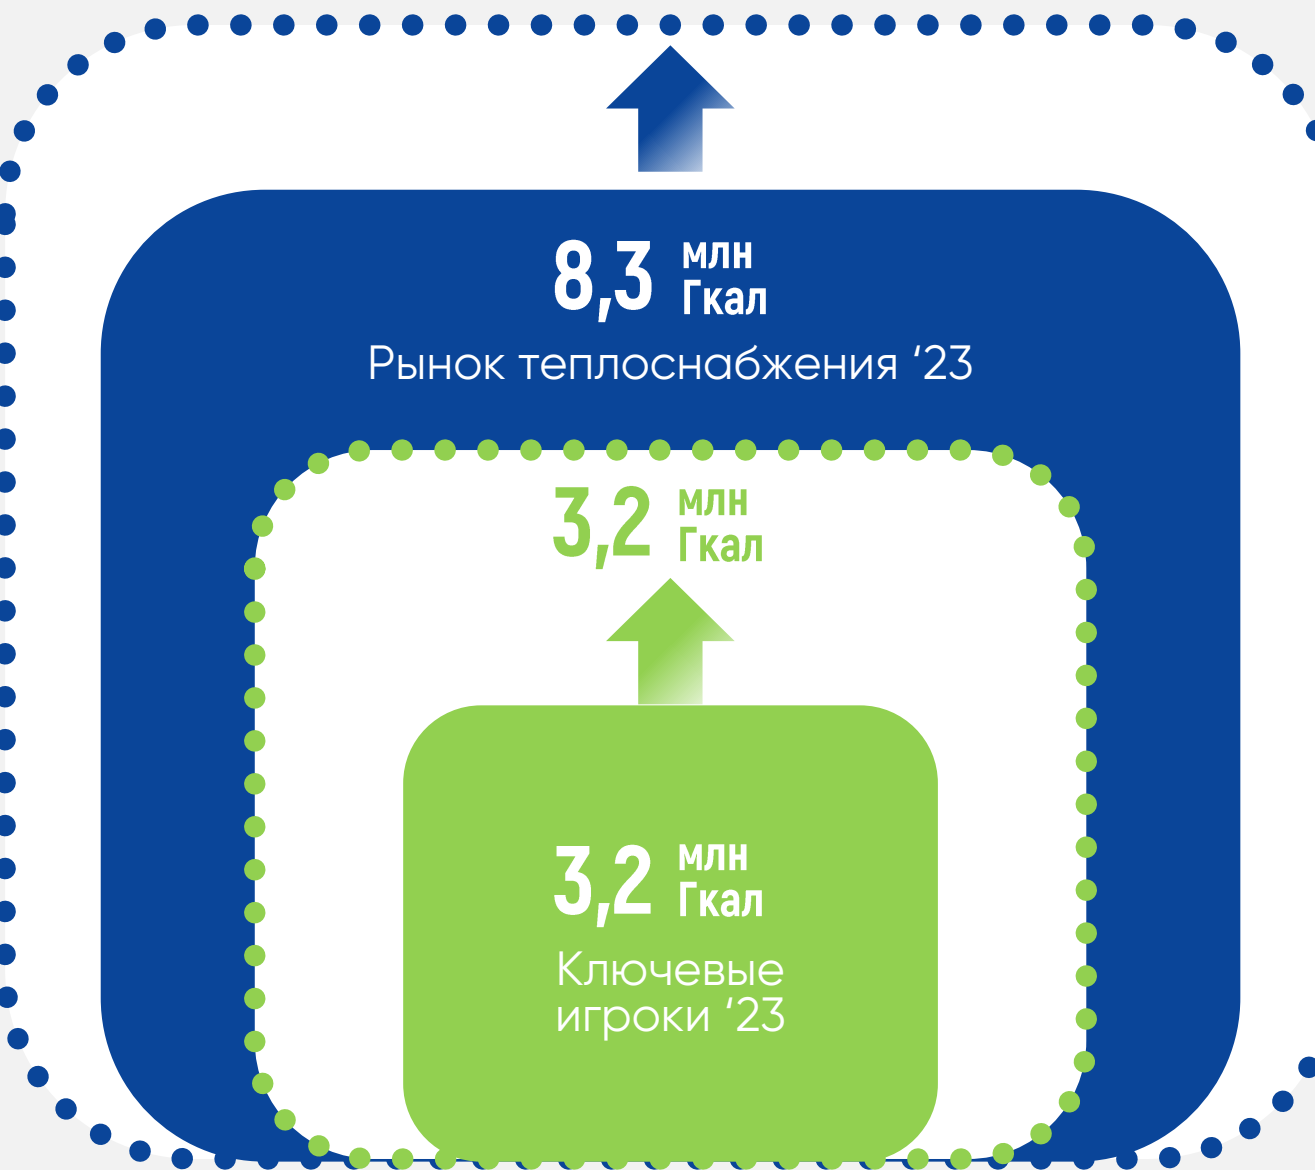 8,3 млн Гкал
Рынок теплоснабжения ‘23
3,2 млн Гкал
3,2 млн Гкал
Ключевые
игроки ‘23